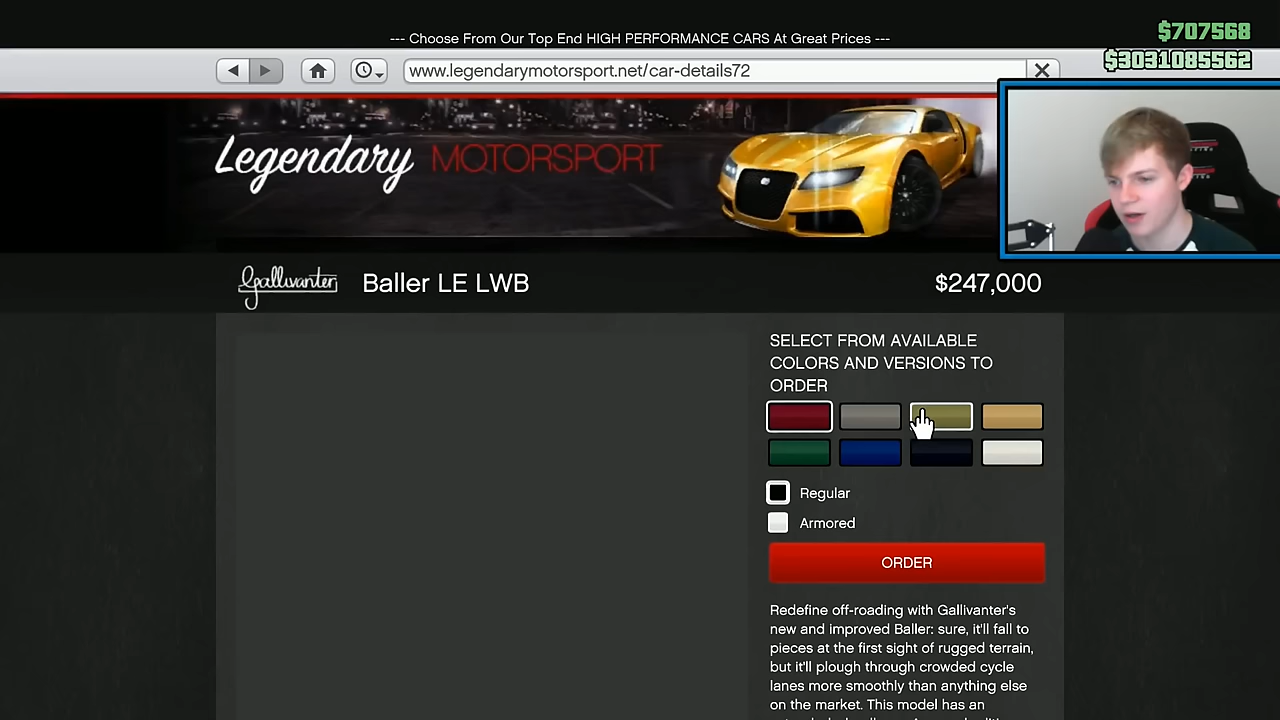 --- Choose From Our Top End HIGH PERFORMANCE CARS At Great Prices ---
$707568
$3031085562
www.legendarymotorsport.net/car-details72
Legendary MOTORSPORT
Gallivanter Baller LE LWB $247,000
SELECT FROM AVAILABLE
COLORS AND VERSIONS TO
ORDER
Regular
Armored
ORDER
Redefine off-roading with Gallivanter's
new and improved Baller: sure, it'll fall to
pieces at the first sight of rugged terrain,
but it'll plough through crowded cycle
lanes more smoothly than anything else
on the market. This model has an